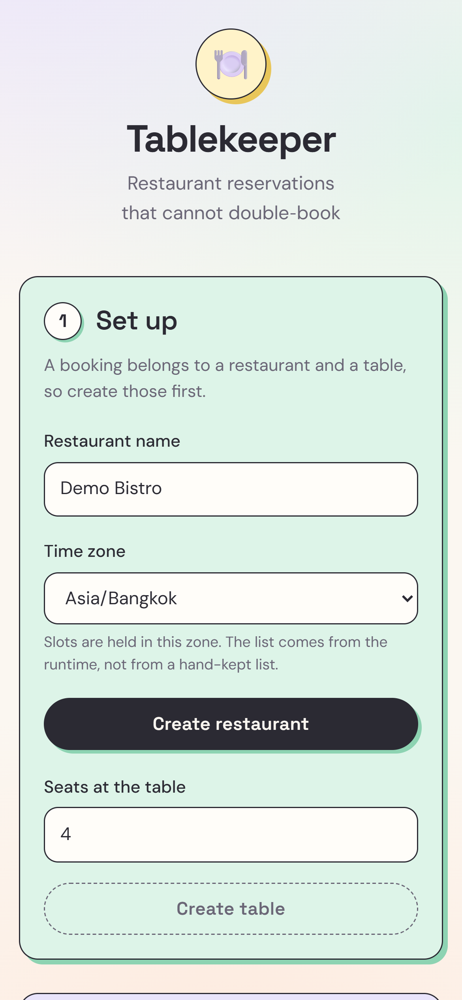 Tablekeeper
Restaurant reservations
that cannot double-book
1
Set up
A booking belongs to a restaurant and a table,
so create those first.
Restaurant name
Demo Bistro
Time zone
Asia/Bangkok
Slots are held in this zone. The list comes from the
runtime, not from a hand-kept list.
Create restaurant
Seats at the table
4
Create table